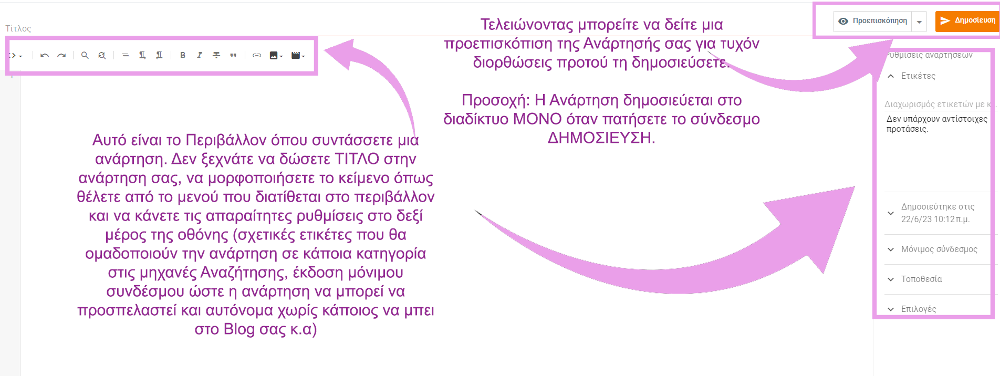 Τίτλος
Προεπισκόπηση
Δημοσίευση
Τελειώνοντας μπορείτε να δείτε μια
προεπισκόπιση της Ανάρτησής σας για τυχόν
διορθώσεις προτού τη δημοσιεύσετε.
Προσοχή: Η Ανάρτηση δημοσιεύεται στο
διαδίκτυο ΜΟΝΟ όταν πατήσετε το σύνδεσμο
ΔΗΜΟΣΙΕΥΣΗ.
1
Αυτό είναι το Περιβάλλον όπου συντάσσετε μια
ανάρτηση. Δεν ξεχνάτε να δώσετε ΤΙΤΛΟ στην
ανάρτηση σας, να μορφοποιήσετε το κείμενο όπως
θέλετε από το μενού που διατίθεται στο περιβάλλον
και να κάνετε τις απαραίτητες ρυθμίσεις στο δεξί
μέρος της οθόνης (σχετικές ετικέτες που θα
ομαδοποιούν την ανάρτηση σε κάποια κατηγορία
στις μηχανές Αναζήτησης, έκδοση μόνιμου
συνδέσμου ώστε η ανάρτηση να μπορεί να
προσπελαστεί και αυτόνομα χωρίς κάποιος να μπει
στο Blog σας κ.α)
Ρυθμίσεις αναρτήσεων
Ετικέτες
Διαχωρισμός ετικετών με κ...
Δεν υπάρχουν αντίστοιχες
προτάσεις.
Δημοσιεύτηκε στις
22/6/23 10:12 π.μ.
Μόνιμος σύνδεσμος
Τοποθεσία
Επιλογές